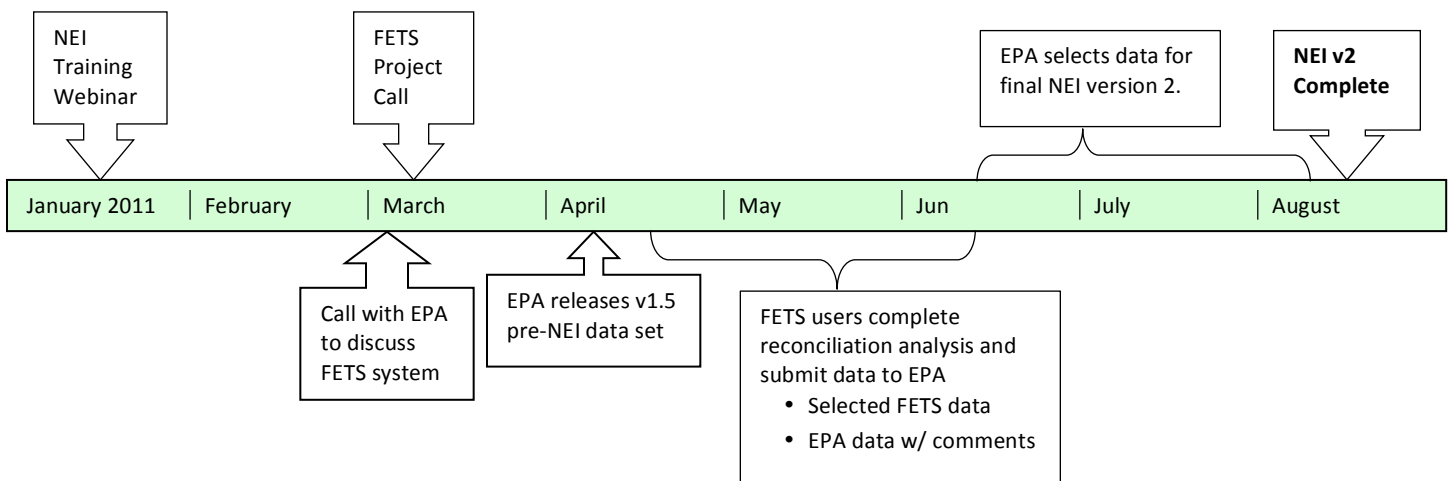 NEI
Training
Webinar
FETS
Project
Call
EPA selects data for
final NEI version 2.
NEI v2
Complete
January 2011 | February | March | April | May | Jun | July | August
Call with EPA
to discuss
FETS system
EPA releases v1.5
pre-NEI data set
FETS users complete
reconciliation analysis and
submit data to EPA
• Selected FETS data
• EPA data w/ comments